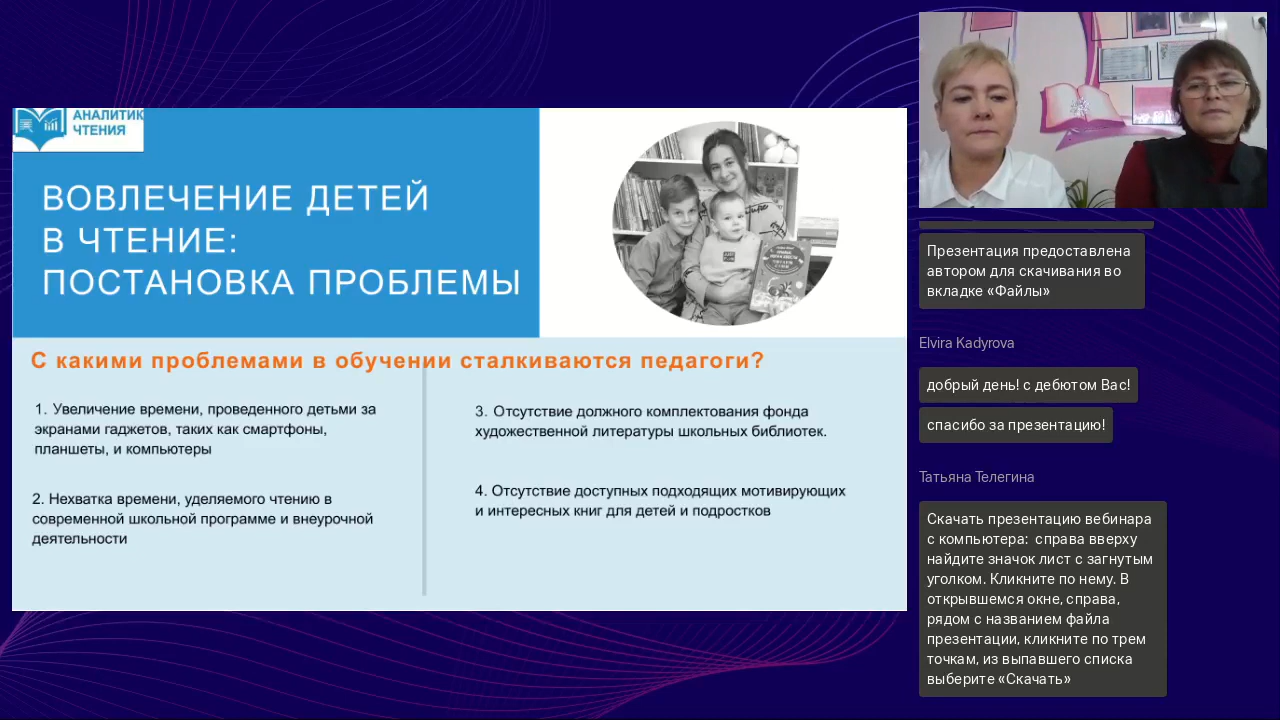 АНАЛИТИК
ЧТЕНИЯ
ВОВЛЕЧЕНИЕ ДЕТЕЙ
В ЧТЕНИЕ:
ПОСТАНОВКА ПРОБЛЕМЫ
С какими проблемами в обучении сталкиваются педагоги?
1. Увеличение времени, проведенного детьми за
экранами гаджетов, таких как смартфоны,
планшеты, и компьютеры
2. Нехватка времени, уделяемого чтению в
современной школьной программе и внеурочной
деятельности
3. Отсутствие должного комплектования фонда
художественной литературы школьных библиотек.
4. Отсутствие доступных подходящих мотивирующих
и интересных книг для детей и подростков
Презентация предоставлена
автором для скачивания во
вкладке «Файлы»
Elvira Kadyrova
добрый день! с дебютом Вас!
спасибо за презентацию!
Татьяна Телегина
Скачать презентацию вебинара
с компьютера: справа вверху
найдите значок лист с загнутым
уголком. Кликните по нему. В
открывшемся окне, справа,
рядом с названием файла
презентации, кликните по трем
точкам, из выпавшего списка
выберите «Скачать»